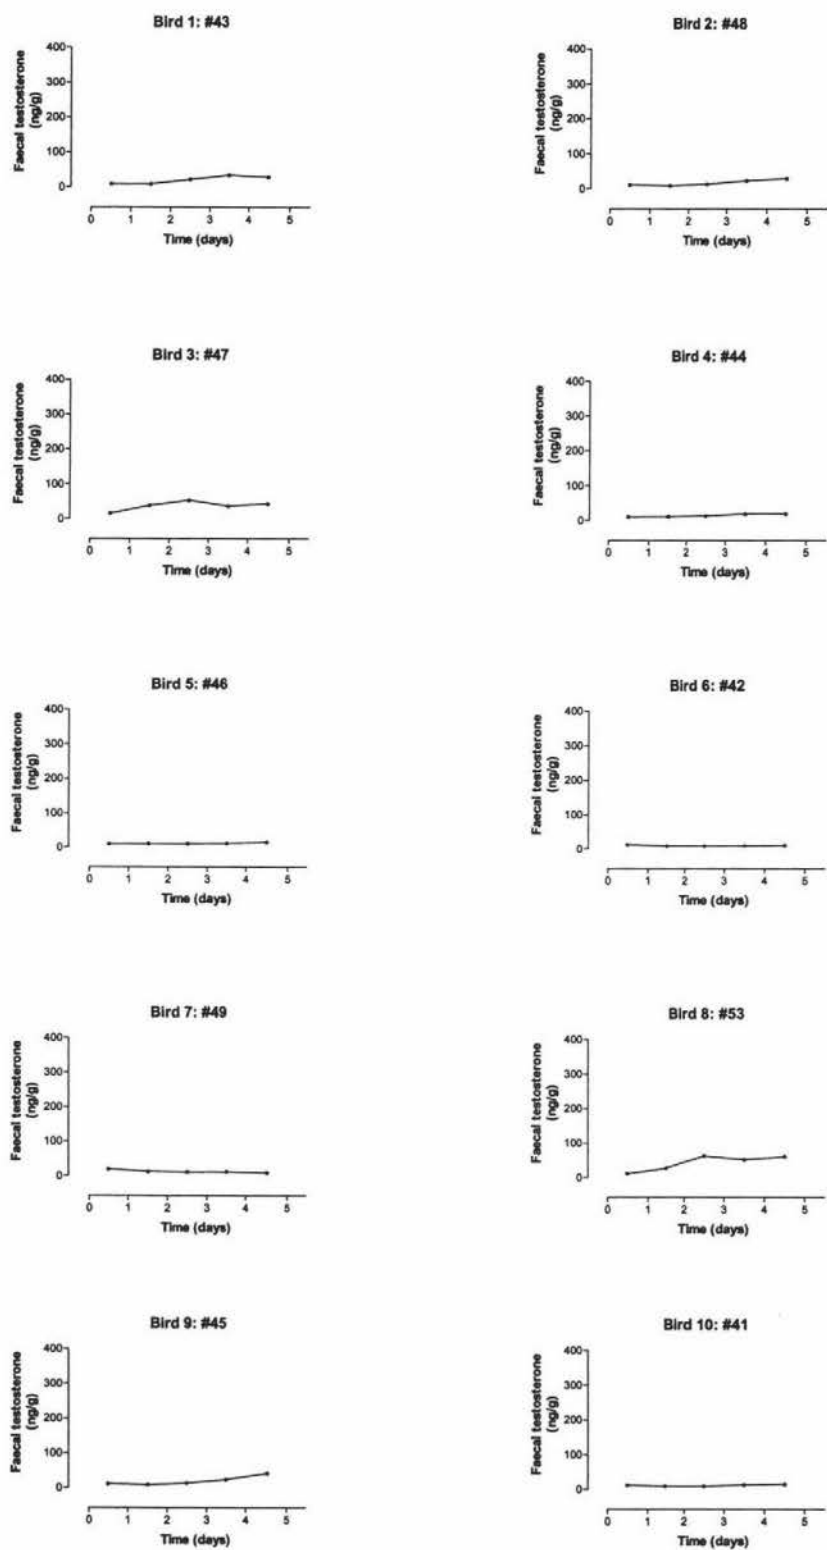 Bird 1: #43
Faecal testosterone
(ng/g)
400
300
200
100
0
0 1 2 3 4 5
Time (days)
Bird 2: #48
Faecal testosterone
(ng/g)
400
300
200
100
0
0 1 2 3 4 5
Time (days)
Bird 3: #47
Faecal testosterone
(ng/g)
400
300
200
100
0
0 1 2 3 4 5
Time (days)
Bird 4: #44
Faecal testosterone
(ng/g)
400
300
200
100
0
0 1 2 3 4 5
Time (days)
Bird 5: #46
Faecal testosterone
(ng/g)
400
300
200
100
0
0 1 2 3 4 5
Time (days)
Bird 6: #42
Faecal testosterone
(ng/g)
400
300
200
100
0
0 1 2 3 4 5
Time (days)
Bird 7: #49
Faecal testosterone
(ng/g)
400
300
200
100
0
0 1 2 3 4 5
Time (days)
Bird 8: #53
Faecal testosterone
(ng/g)
400
300
200
100
0
0 1 2 3 4 5
Time (days)
Bird 9: #45
Faecal testosterone
(ng/g)
400
300
200
100
0
0 1 2 3 4 5
Time (days)
Bird 10: #41
Faecal testosterone
(ng/g)
400
300
200
100
0
0 1 2 3 4 5
Time (days)